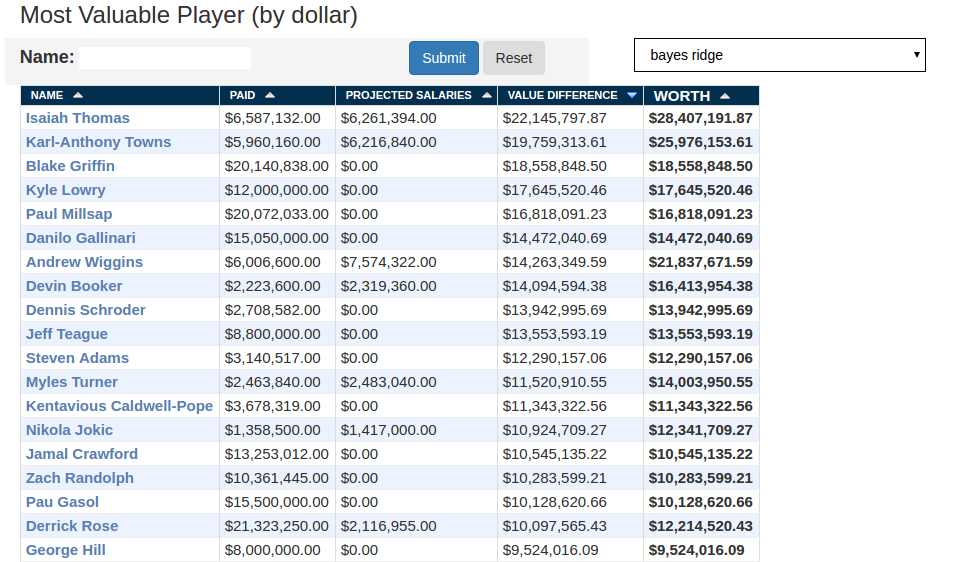 Most Valuable Player (by dollar)
Name: Submit Reset bayes ridge
NAME PAID PROJECTED SALARIES VALUE DIFFERENCE WORTH
Isaiah Thomas $6,587,132.00 $6,261,394.00 $22,145,797.87 $28,407,191.87
Karl-Anthony Towns $5,960,160.00 $6,216,840.00 $19,759,313.61 $25,976,153.61
Blake Griffin $20,140,838.00 $0.00 $18,558,848.50 $18,558,848.50
Kyle Lowry $12,000,000.00 $0.00 $17,645,520.46 $17,645,520.46
Paul Millsap $20,072,033.00 $0.00 $16,818,091.23 $16,818,091.23
Danilo Gallinari $15,050,000.00 $0.00 $14,472,040.69 $14,472,040.69
Andrew Wiggins $6,006,600.00 $7,574,322.00 $14,263,349.59 $21,837,671.59
Devin Booker $2,223,600.00 $2,319,360.00 $14,094,594.38 $16,413,954.38
Dennis Schroder $2,708,582.00 $0.00 $13,942,995.69 $13,942,995.69
Jeff Teague $8,800,000.00 $0.00 $13,553,593.19 $13,553,593.19
Steven Adams $3,140,517.00 $0.00 $12,290,157.06 $12,290,157.06
Myles Turner $2,463,840.00 $2,483,040.00 $11,520,910.55 $14,003,950.55
Kentavious Caldwell-Pope $3,678,319.00 $0.00 $11,343,322.56 $11,343,322.56
Nikola Jokic $1,358,500.00 $1,417,000.00 $10,924,709.27 $12,341,709.27
Jamal Crawford $13,253,012.00 $0.00 $10,545,135.22 $10,545,135.22
Zach Randolph $10,361,445.00 $0.00 $10,283,599.21 $10,283,599.21
Pau Gasol $15,500,000.00 $0.00 $10,128,620.66 $10,128,620.66
Derrick Rose $21,323,250.00 $2,116,955.00 $10,097,565.43 $12,214,520.43
George Hill $8,000,000.00 $0.00 $9,524,016.09 $9,524,016.09